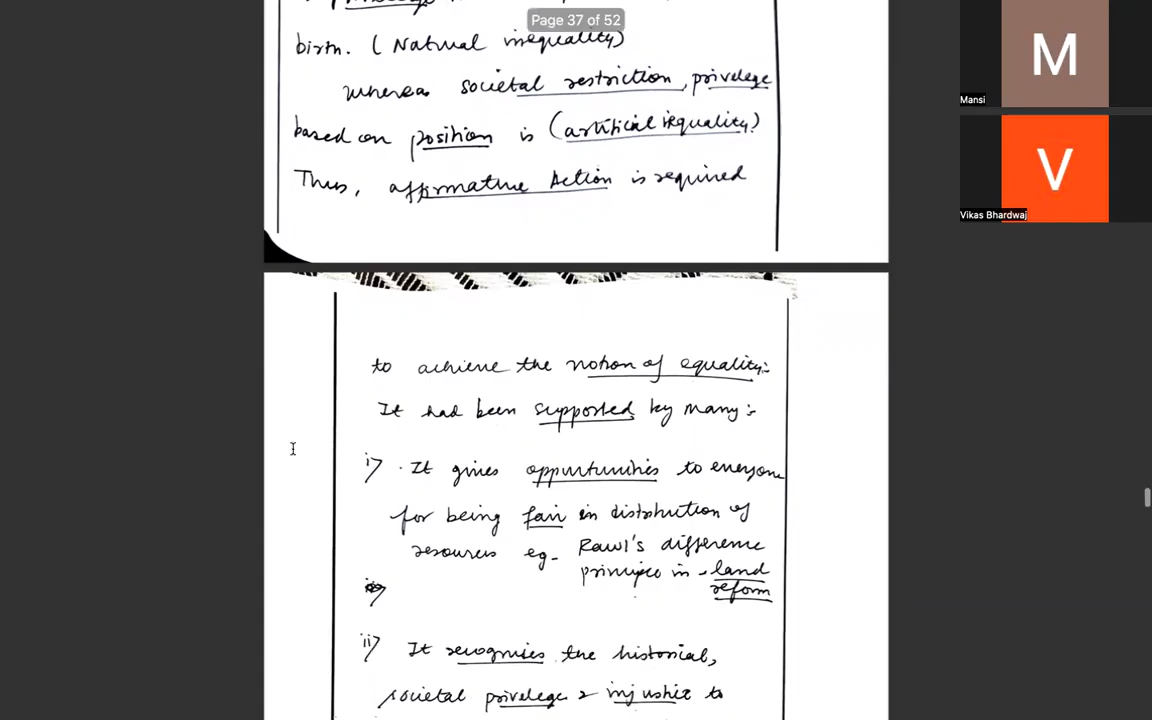 Page 37 of 52
birth. (Natural inequality)
whereas societal restriction, privelege
based on position is (artificial inequality)
Thus, affirmative Action is required
to achieve the notion of equality:-
It had been supported by many:-
i) It gives oppurtunities to everyone
for being fair in distribution of
resources eg- Rawl's difference
principle in land
reform
ii) It recognises the historical,
societal privelege & injustice to
M
Mansi
V
Vikas Bhardwaj